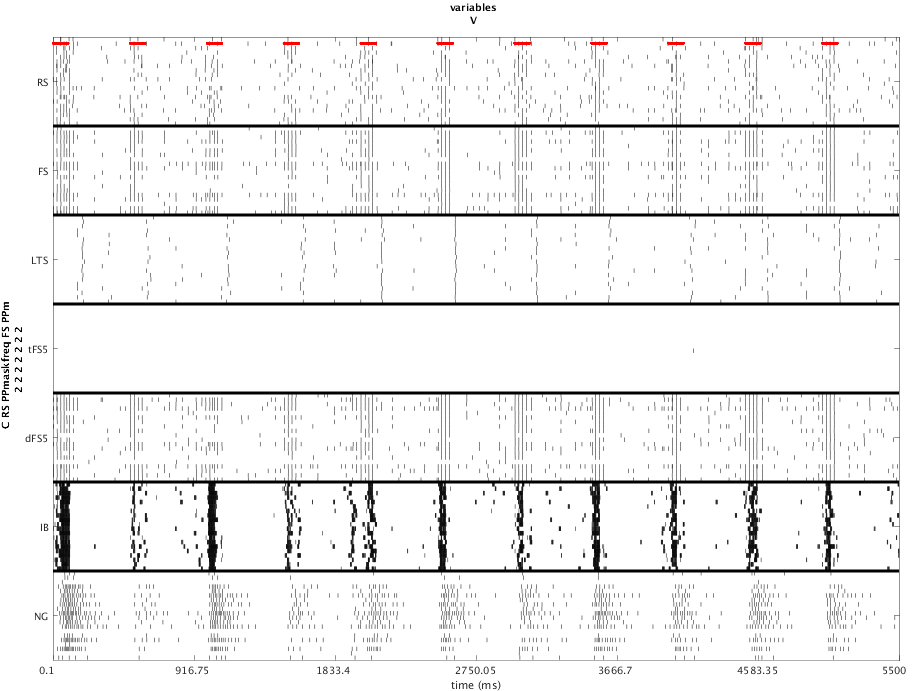 variables
V
RS
FS
LTS
tFS5
dFS5
IB
NG
C RS PPmaskfreq FS PPm
2 2 2 2 2 2 2
0.1
916.75
1833.4
2750.05
3666.7
4583.35
5500
time (ms)